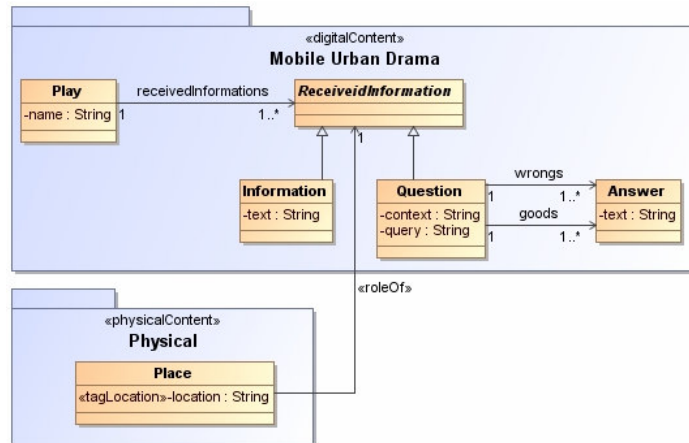 «digitalContent»
Mobile Urban Drama
Play
-name : String
receivedInformations
1
1..*
ReceiveidInformation
1
Information
-text : String
Question
-context : String
-query : String
wrongs
1
1..*
goods
1
1..*
Answer
-text : String
«roleOf»
«physicalContent»
Physical
Place
«tagLocation»-location : String